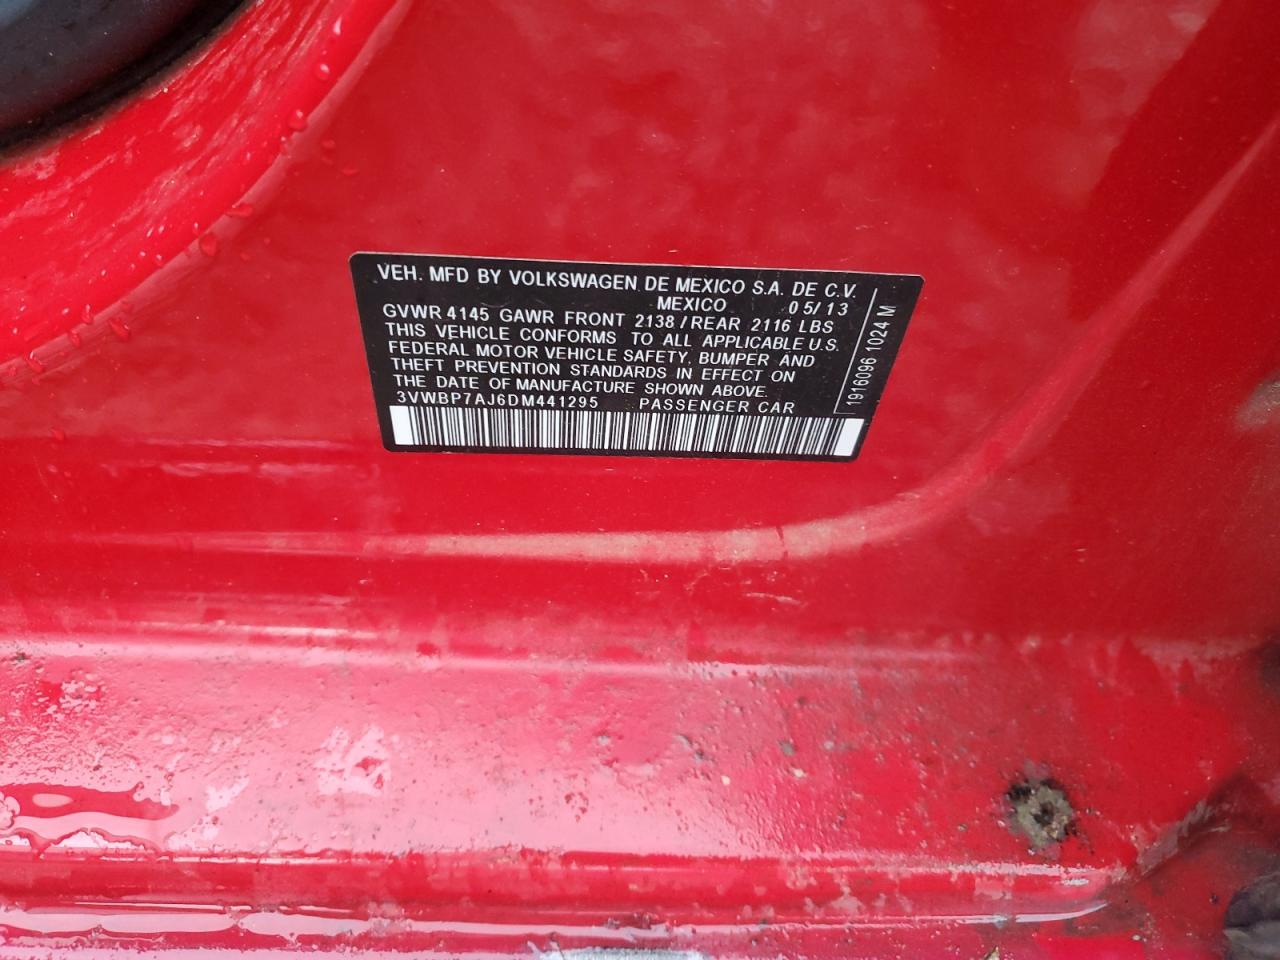 VEH. MFD BY VOLKSWAGEN DE MEXICO S.A. DE C.V.
MEXICO 05/13
GVWR 4145 GAWR FRONT 2138/REAR 2116 LBS
THIS VEHICLE CONFORMS TO ALL APPLICABLE U.S.
FEDERAL MOTOR VEHICLE SAFETY, BUMPER AND
THEFT PREVENTION STANDARDS IN EFFECT ON
THE DATE OF MANUFACTURE SHOWN ABOVE.
3VWBP7AJ6DM441295 PASSENGER CAR
1916096 1024 M